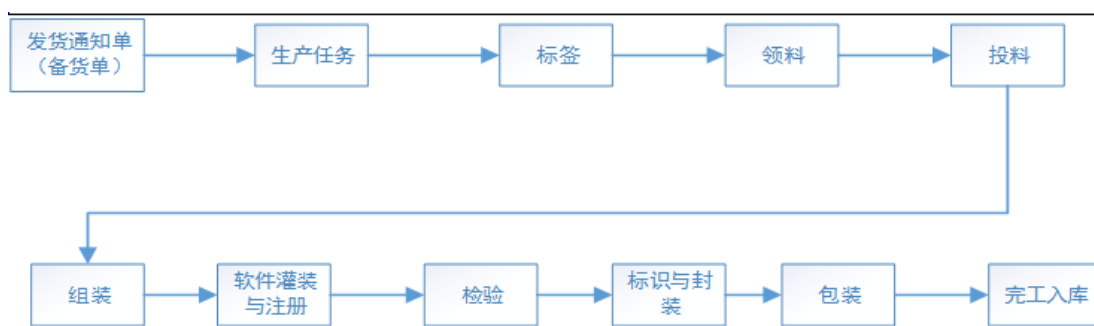 发货通知单
（备货单）
生产任务
标签
领料
投料
组装
软件灌装
与注册
检验
标识与封
装
包装
完工入库